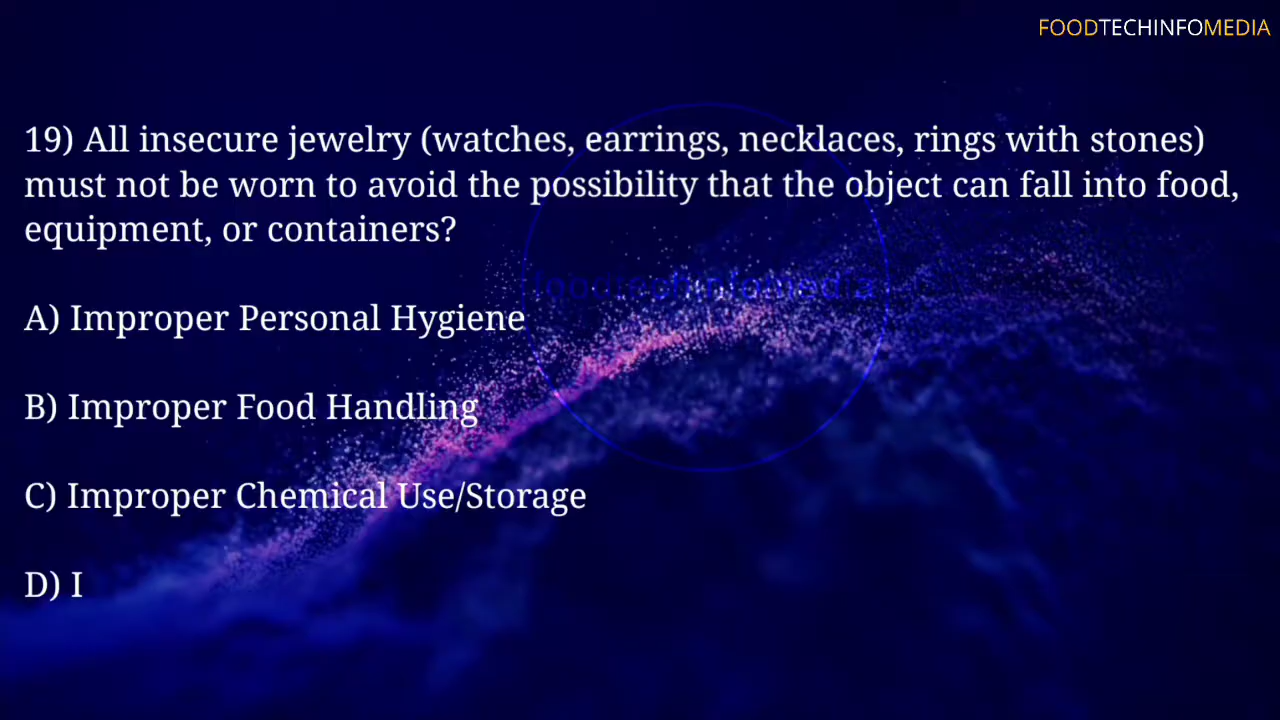 FOODTECHINFOMEDIA
19) All insecure jewelry (watches, earrings, necklaces, rings with stones)
must not be worn to avoid the possibility that the object can fall into food,
equipment, or containers?
foodtechinfomedia
A) Improper Personal Hygiene
B) Improper Food Handling
C) Improper Chemical Use/Storage
D) I